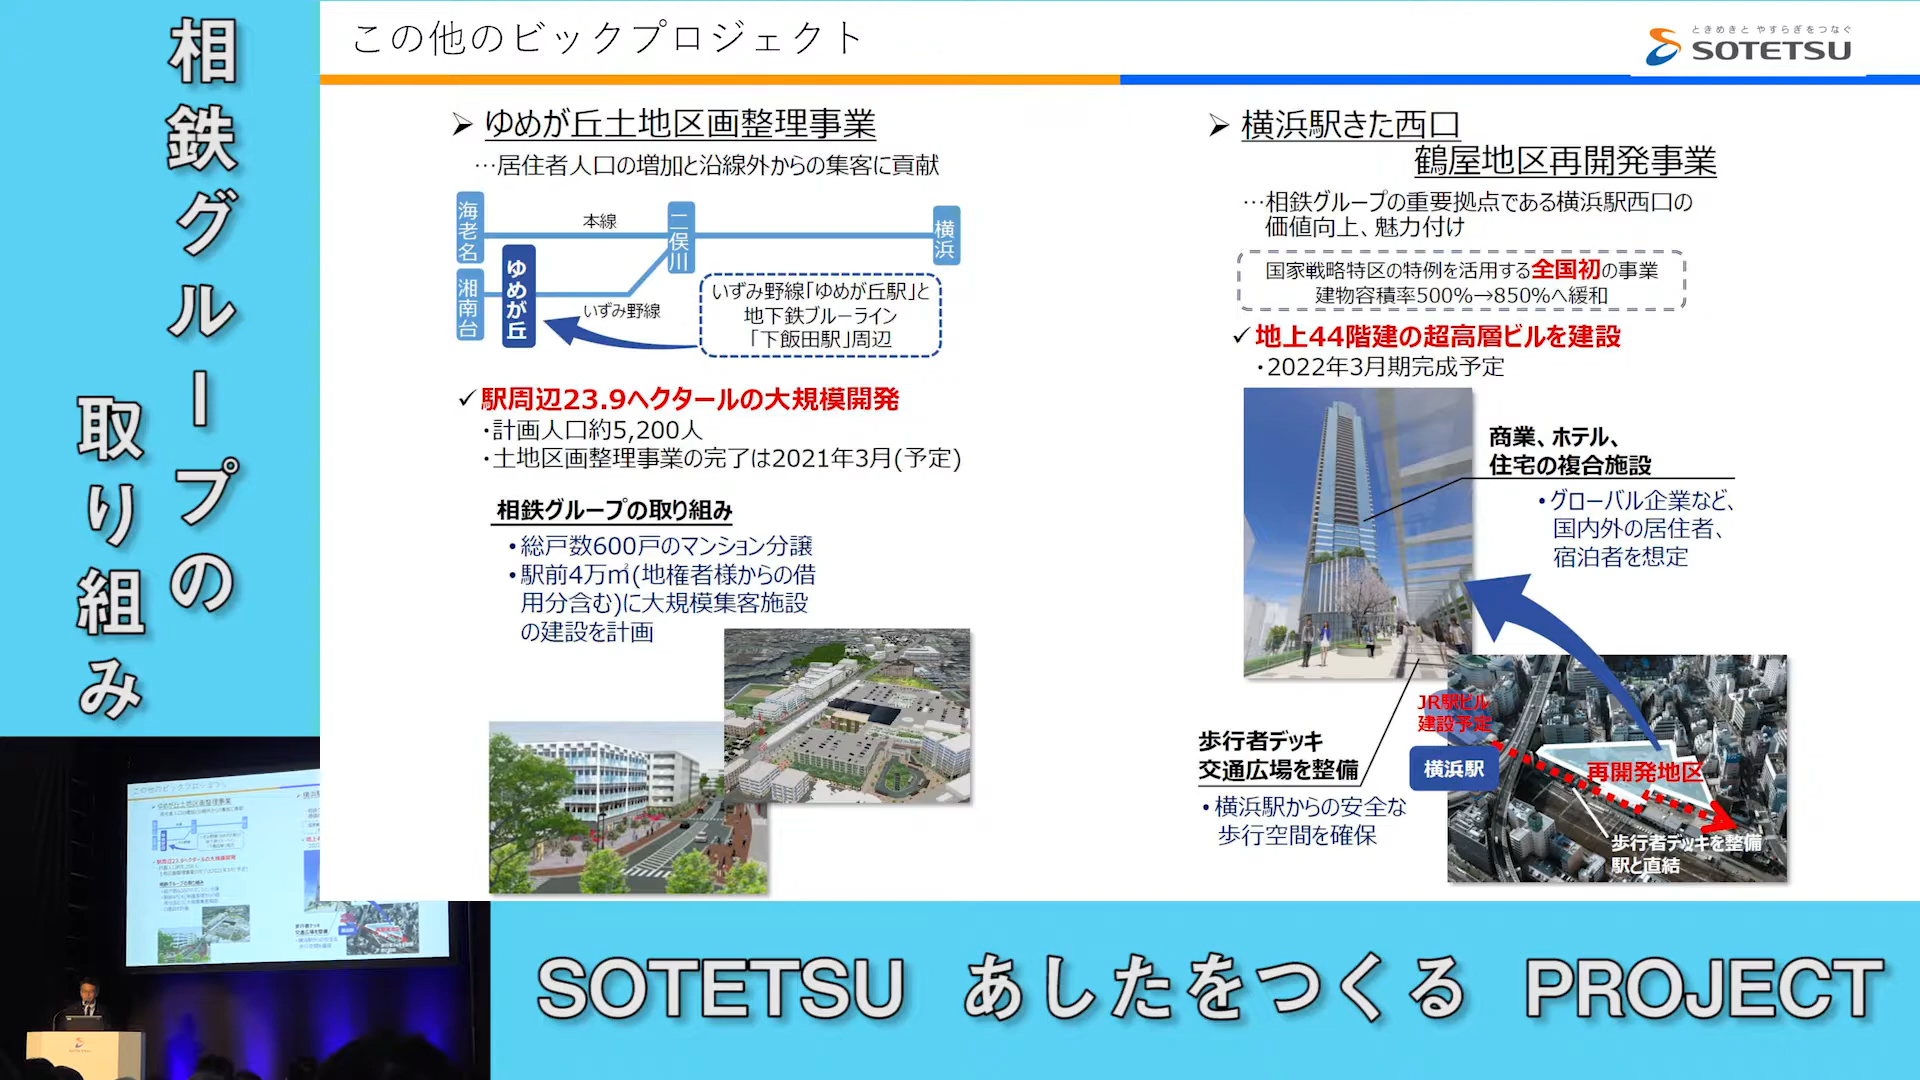 相鉄グループの
取り組み
この他のビックプロジェクト
ときめきと やすらぎをつなぐ
SOTETSU
➢ ゆめが丘土地区画整理事業
…居住者人口の増加と沿線外からの集客に貢献
海老名
本線
二俣川
横浜
湘南台
ゆめが丘
いずみ野線
いずみ野線「ゆめが丘駅」と
地下鉄ブルーライン
「下飯田駅」周辺
✓駅周辺23.9ヘクタールの大規模開発
・計画人口約5,200人
・土地区画整理事業の完了は2021年3月(予定)
相鉄グループの取り組み
•総戸数600戸のマンション分譲
•駅前4万㎡(地権者様からの借
用分含む)に大規模集客施設
の建設を計画
➢ 横浜駅きた西口
鶴屋地区再開発事業
…相鉄グループの重要拠点である横浜駅西口の
価値向上、魅力付け
国家戦略特区の特例を活用する全国初の事業
建物容積率500%→850%へ緩和
✓地上44階建の超高層ビルを建設
・2022年3月期完成予定
商業、ホテル、
住宅の複合施設
•グローバル企業など、
国内外の居住者、
宿泊者を想定
JR駅ビル
建設予定
横浜駅
再開発地区
歩行者デッキを整備
駅と直結
歩行者デッキ
交通広場を整備
•横浜駅からの安全な
歩行空間を確保
SOTETSU あしたをつくる PROJECT